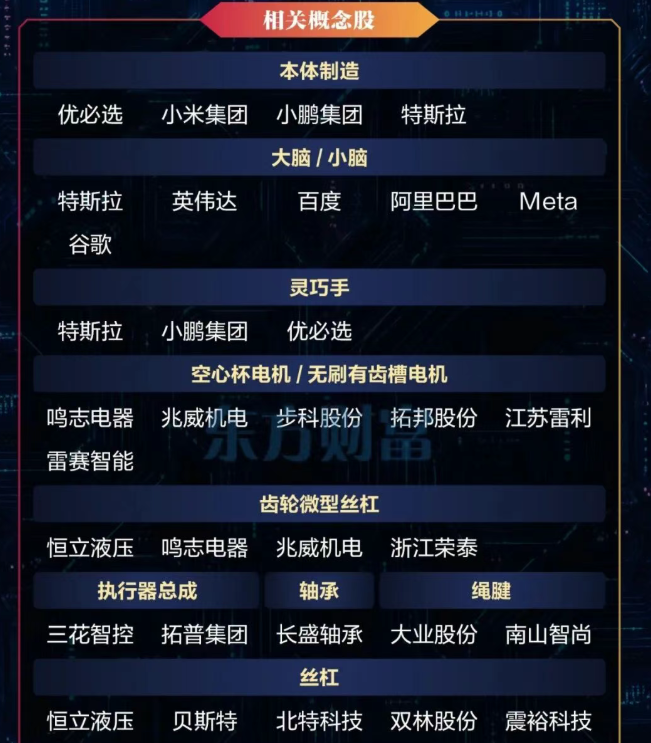 相关概念股
本体制造
优必选 小米集团 小鹏集团 特斯拉
大脑 / 小脑
特斯拉 英伟达 百度 阿里巴巴 Meta
谷歌
灵巧手
特斯拉 小鹏集团 优必选
空心杯电机 / 无刷有齿槽电机
鸣志电器 兆威机电 步科股份 拓邦股份 江苏雷利
东方财富
雷赛智能
齿轮微型丝杠
恒立液压 鸣志电器 兆威机电 浙江荣泰
执行器总成 轴承 绳腱
三花智控 拓普集团 长盛轴承 大业股份 南山智尚
丝杠
恒立液压 贝斯特 北特科技 双林股份 震裕科技